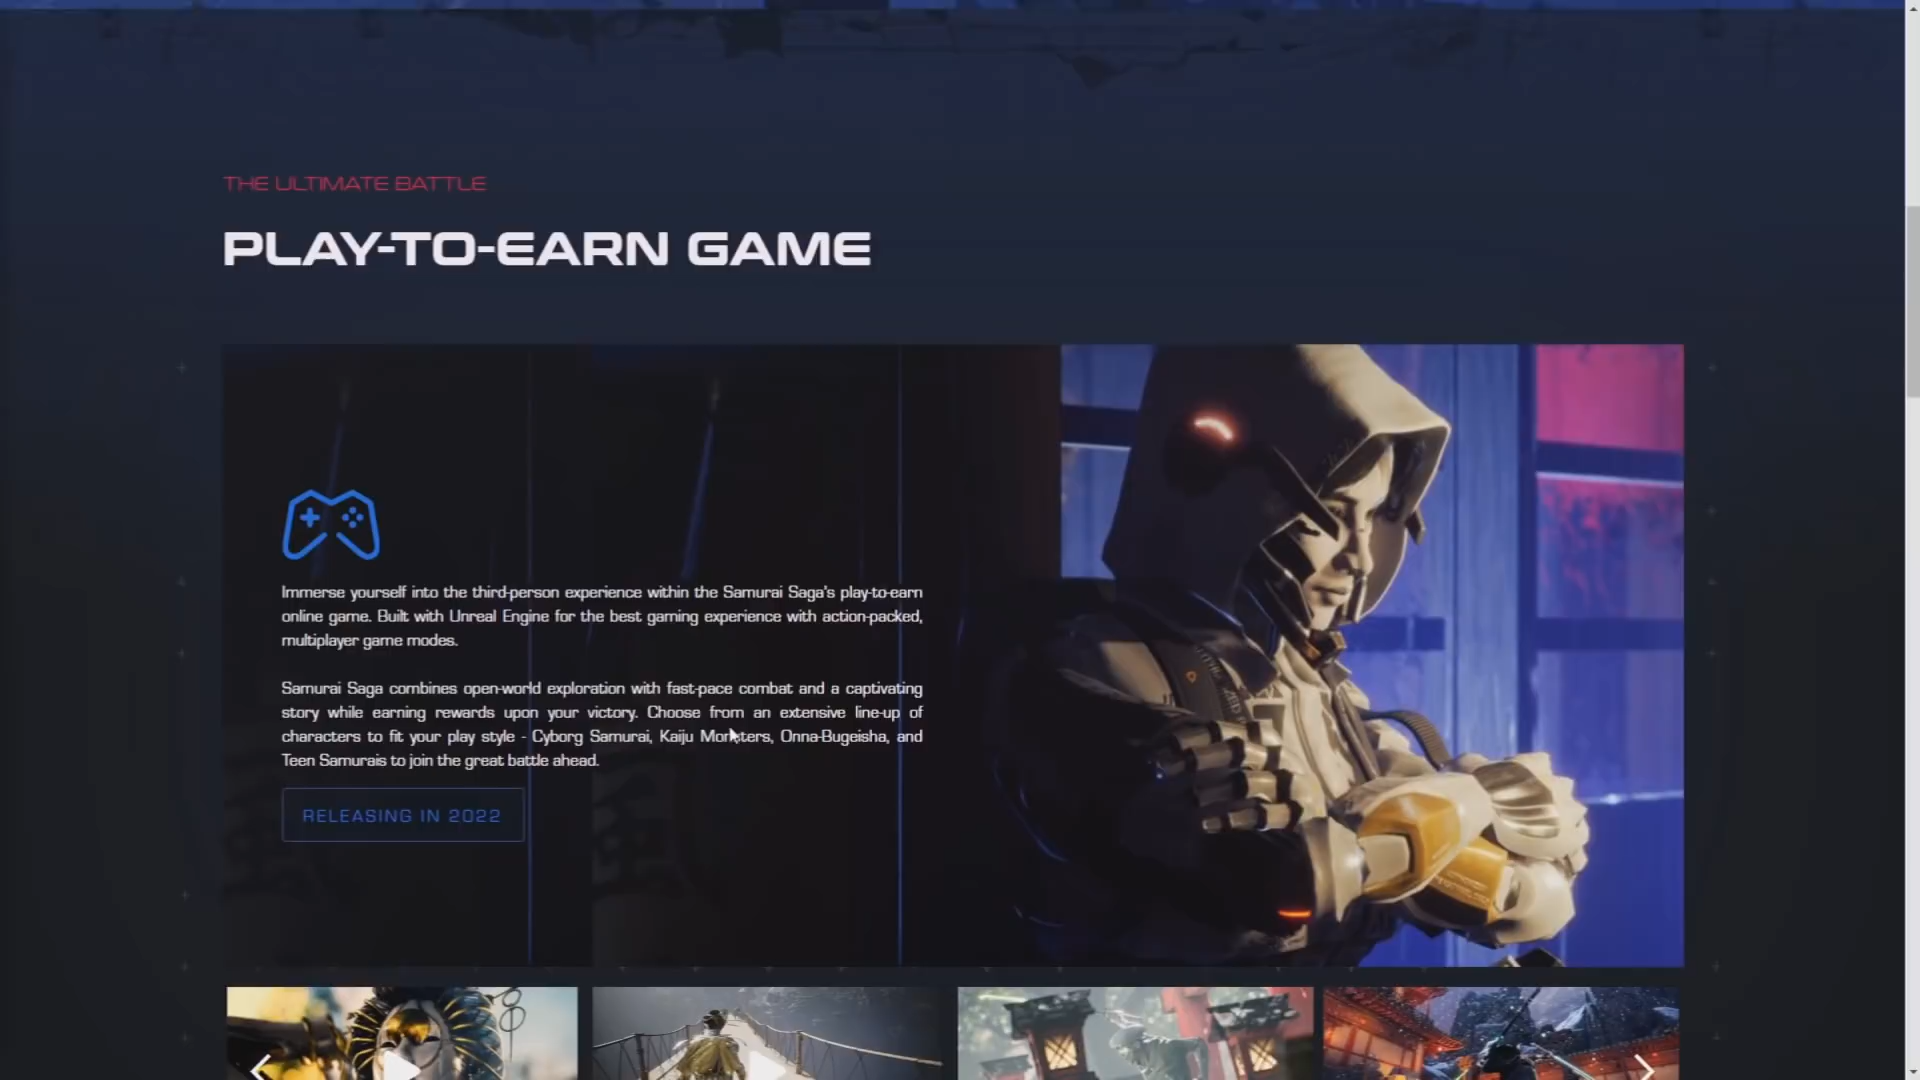 THE ULTIMATE BATTLE
PLAY-TO-EARN GAME
Immerse yourself into the third-person experience within the Samurai Saga's play-to-earn
online game. Built with Unreal Engine for the best gaming experience with action-packed,
multiplayer game modes.
Samurai Saga combines open-world exploration with fast-pace combat and a captivating
story while earning rewards upon your victory. Choose from an extensive line-up of
characters to fit your play style - Cyborg Samurai, Kaiju Monsters, Onna-Bugeisha, and
Teen Samurais to join the great battle ahead.
RELEASING IN 2022